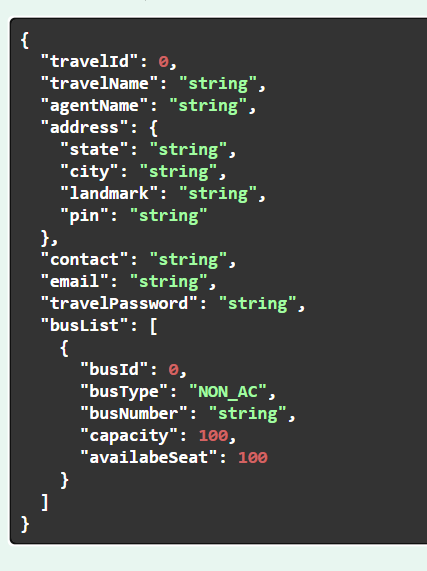 {
"travelId": 0,
"travelName": "string",
"agentName": "string",
"address": {
"state": "string",
"city": "string",
"landmark": "string",
"pin": "string"
},
"contact": "string",
"email": "string",
"travelPassword": "string",
"busList": [
{
"busId": 0,
"busType": "NON_AC",
"busNumber": "string",
"capacity": 100,
"availabeSeat": 100
}
]
}